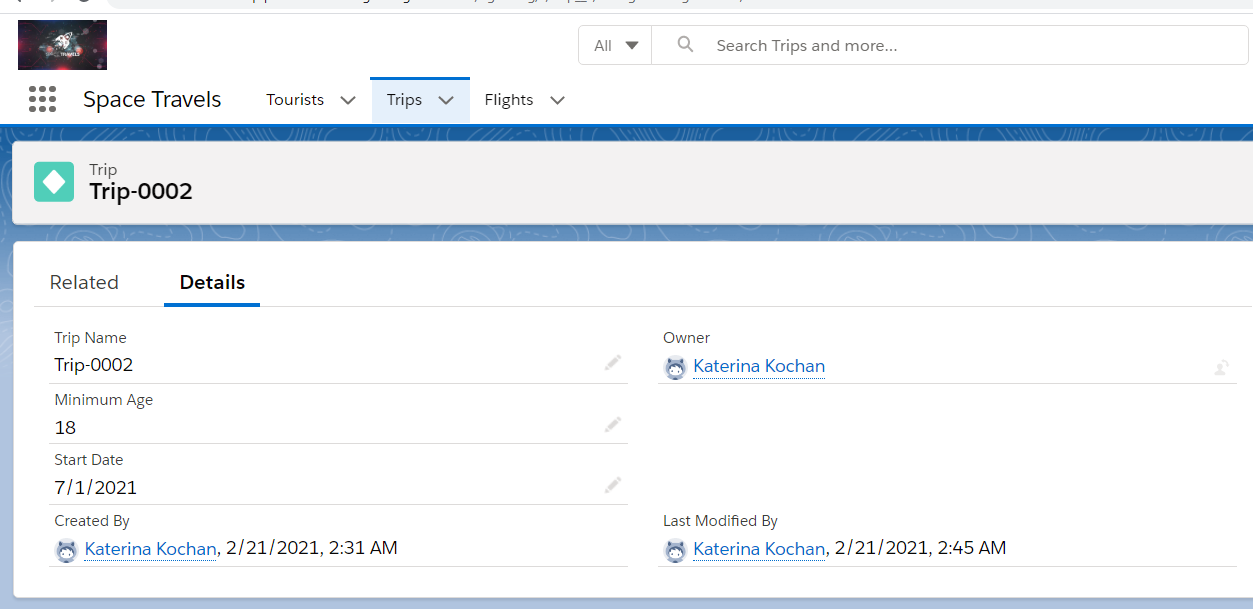 TRAVELS
All
Search Trips and more...
Space Travels
Tourists
Trips
Flights
Trip
Trip-0002
Related
Details
Trip Name
Trip-0002
Owner
Katerina Kochan
Minimum Age
18
Start Date
7/1/2021
Created By
Katerina Kochan, 2/21/2021, 2:31 AM
Last Modified By
Katerina Kochan, 2/21/2021, 2:45 AM